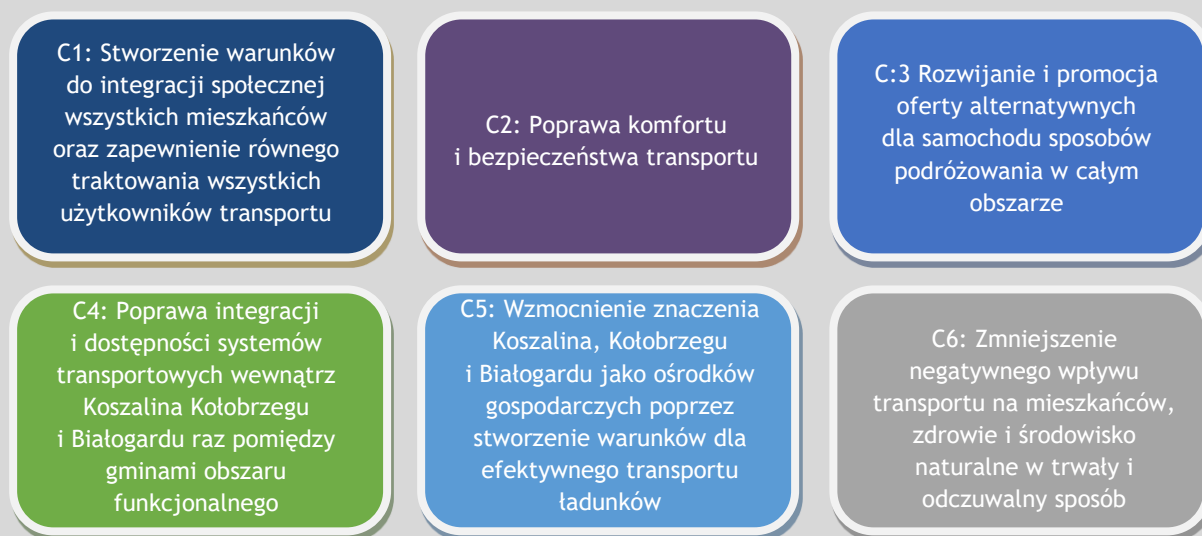 C1: Stworzenie warunków
do integracji społecznej
wszystkich mieszkańców
oraz zapewnienie równego
traktowania wszystkich
użytkowników transportu
C2: Poprawa komfortu
i bezpieczeństwa transportu
C:3 Rozwijanie i promocja
oferty alternatywnych
dla samochodu sposobów
podróżowania w całym
obszarze
C4: Poprawa integracji
i dostępności systemów
transportowych wewnątrz
Koszalina Kołobrzegu
i Białogardu raz pomiędzy
gminami obszaru
funkcjonalnego
C5: Wzmocnienie znaczenia
Koszalina, Kołobrzegu
i Białogardu jako ośrodków
gospodarczych poprzez
stworzenie warunków dla
efektywnego transportu
ładunków
C6: Zmniejszenie
negatywnego wpływu
transportu na mieszkańców,
zdrowie i środowisko
naturalne w trwały i
odczuwalny sposób